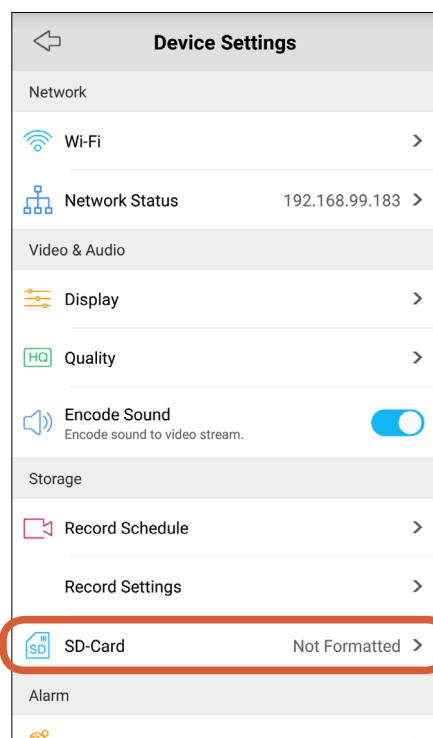 Device Settings
Network
Wi-Fi
Network Status 192.168.99.183
Video & Audio
Display
HQ Quality
Encode Sound
Encode sound to video stream.
Storage
Record Schedule
Record Settings
SD SD-Card Not Formatted
Alarm